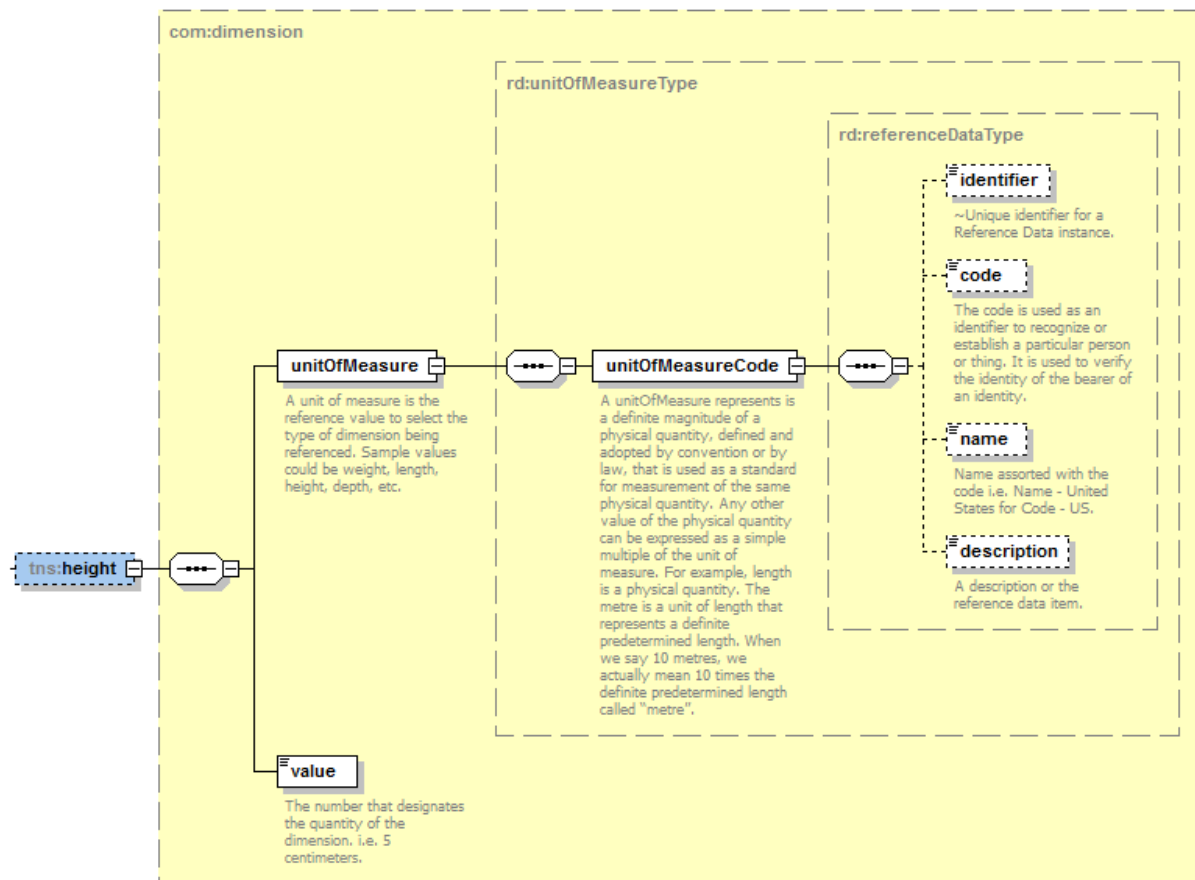 com:dimension
rd:unitOfMeasureType
rd:referenceDataType
identifier
~Unique identifier for a
Reference Data instance.
code
The code is used as an
identifier to recognize or
establish a particular person
or thing. It is used to verify
the identity of the bearer of
an identity.
name
Name assorted with the
code i.e. Name - United
States for Code - US.
description
A description or the
reference data item.
unitOfMeasure
A unit of measure is the
reference value to select the
type of dimension being
referenced. Sample values
could be weight, length,
height, depth, etc.
unitOfMeasureCode
A unitOfMeasure represents is
a definite magnitude of a
physical quantity, defined and
adopted by convention or by
law, that is used as a standard
for measurement of the same
physical quantity. Any other
value of the physical quantity
can be expressed as a simple
multiple of the unit of
measure. For example, length
is a physical quantity. The
metre is a unit of length that
represents a definite
predetermined length. When
we say 10 metres, we
actually mean 10 times the
definite predetermined length
called “metre”.
tns:height
value
The number that designates
the quantity of the
dimension. i.e. 5
centimeters.